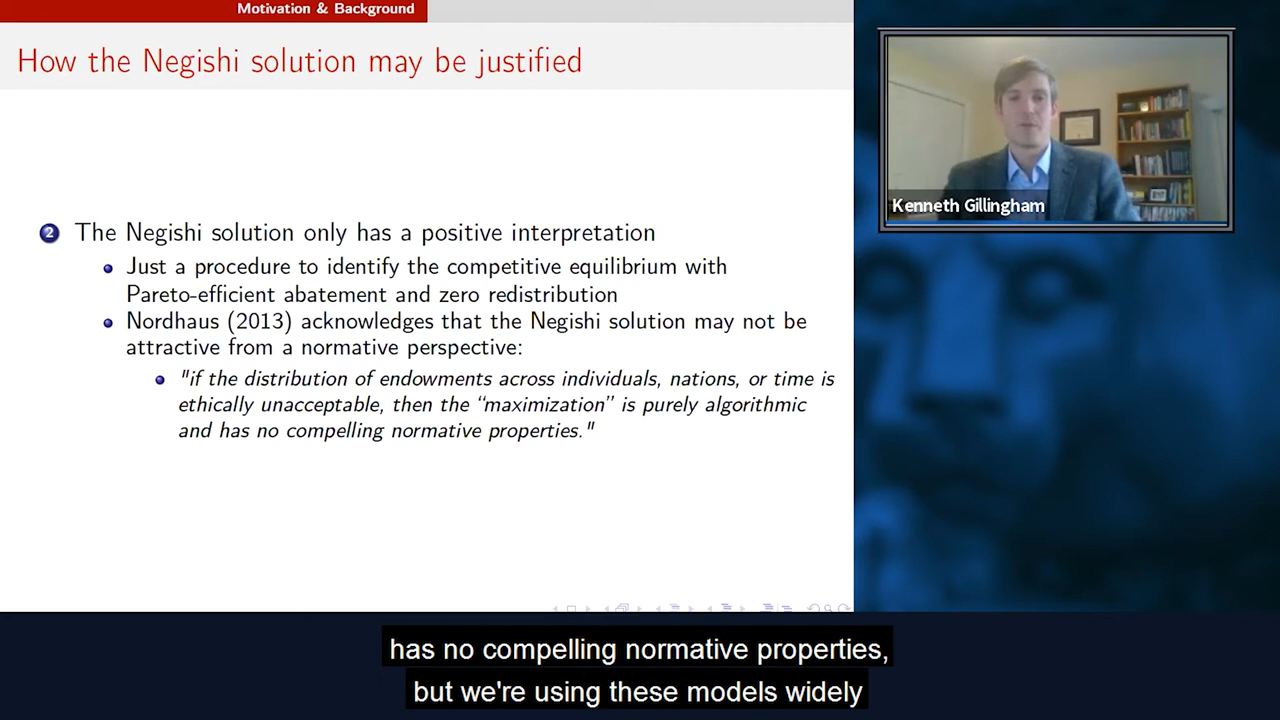 Motivation & Background
How the Negishi solution may be justified
2 The Negishi solution only has a positive interpretation
Just a procedure to identify the competitive equilibrium with
Pareto-efficient abatement and zero redistribution
Nordhaus (2013) acknowledges that the Negishi solution may not be
attractive from a normative perspective:
"if the distribution of endowments across individuals, nations, or time is
ethically unacceptable, then the “maximization” is purely algorithmic
and has no compelling normative properties."
Kenneth Gillingham
has no compelling normative properties,
but we're using these models widely